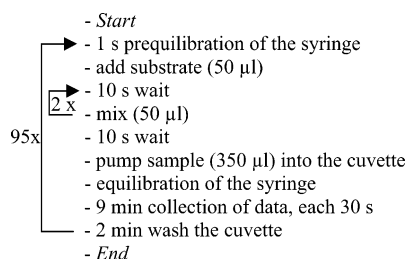 - Start
- 1 s prequilibration of the syringe
- add substrate (50 µl)
- 10 s wait
2 x
- mix (50 µl)
- 10 s wait
95x
- pump sample (350 µl) into the cuvette
- equilibration of the syringe
- 9 min collection of data, each 30 s
- 2 min wash the cuvette
- End